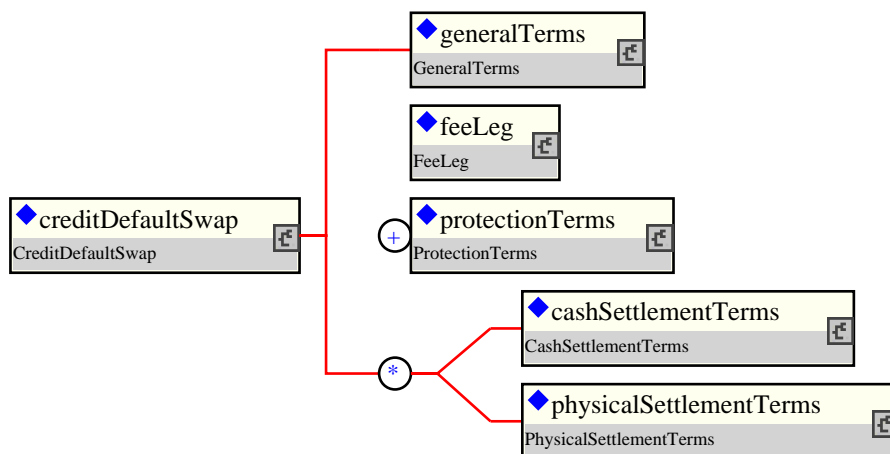 generalTerms
GeneralTerms
feeLeg
FeeLeg
creditDefaultSwap
CreditDefaultSwap
+
protectionTerms
ProtectionTerms
cashSettlementTerms
CashSettlementTerms
*
physicalSettlementTerms
PhysicalSettlementTerms